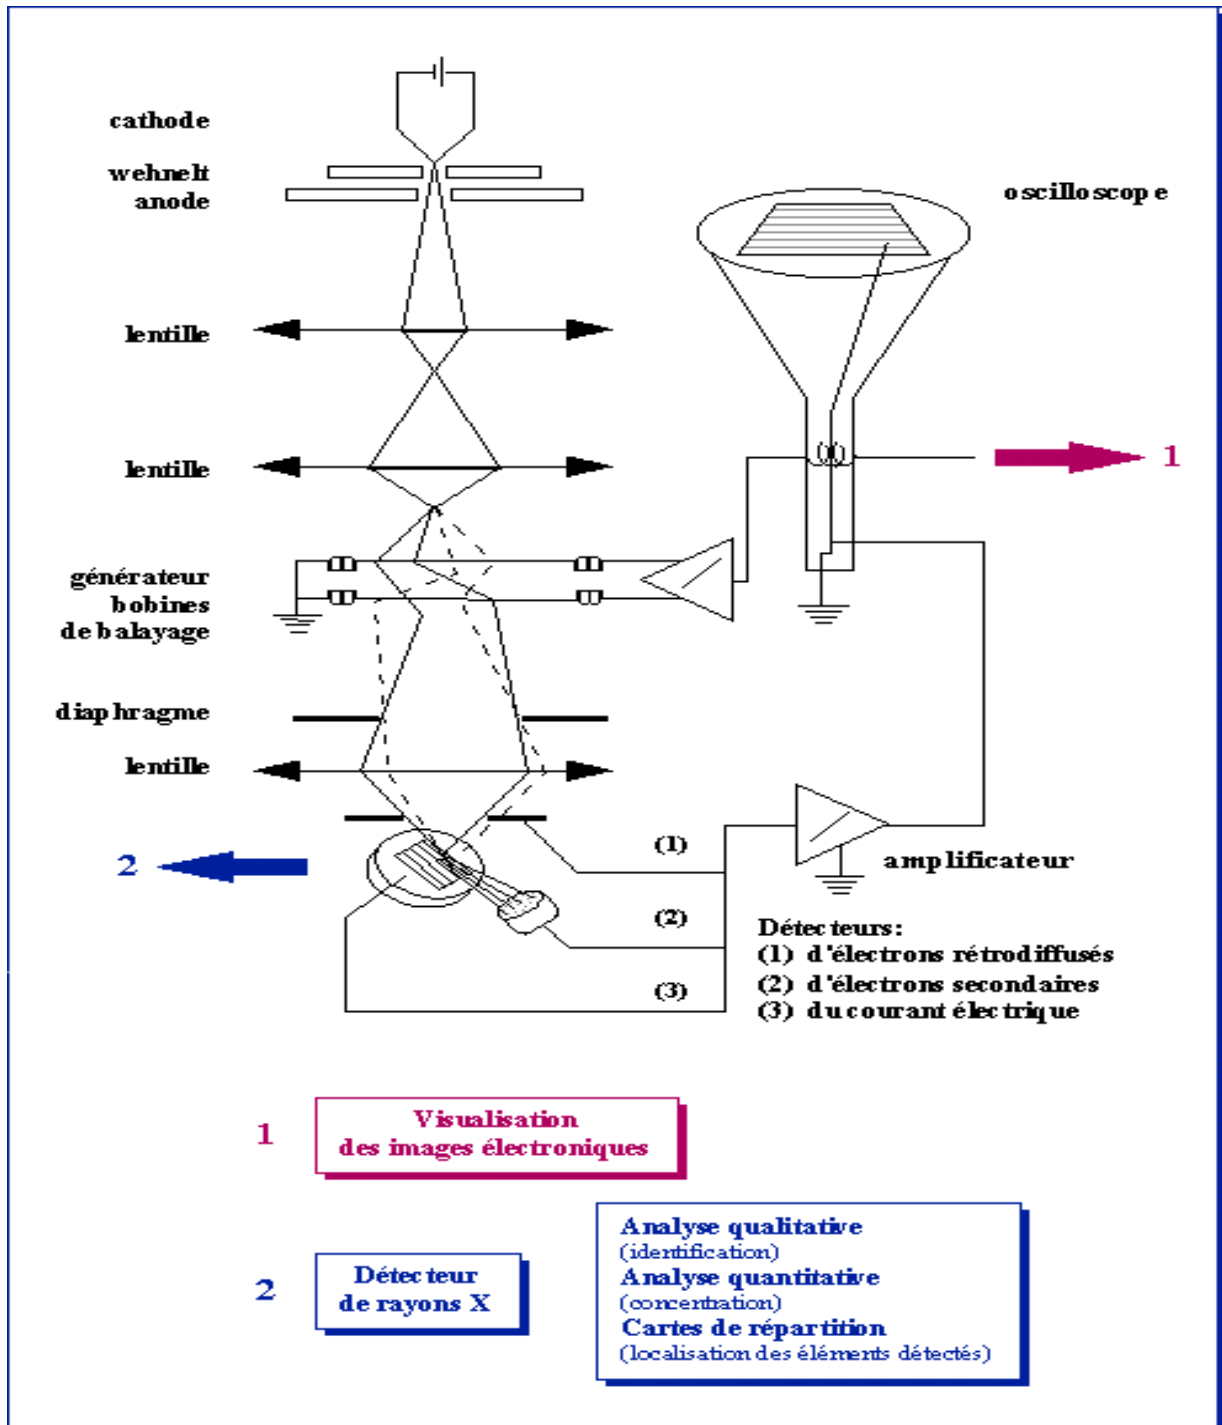 cathode
wehnelt
anode
oscilloscope
lentille
lentille
1
générateur
bobines
de balayage
diaphragme
lentille
2
(1)
amplificateur
(2)
Détecteurs:
(1) d'électrons rétrodiffusés
(2) d'électrons secondaires
(3)
(3) du courant électrique
1
Visualisation
des images électroniques
2
Détecteur
de rayons X
Analyse qualitative
(identification)
Analyse quantitative
(concentration)
Cartes de répartition
(localisation des éléments détectés)